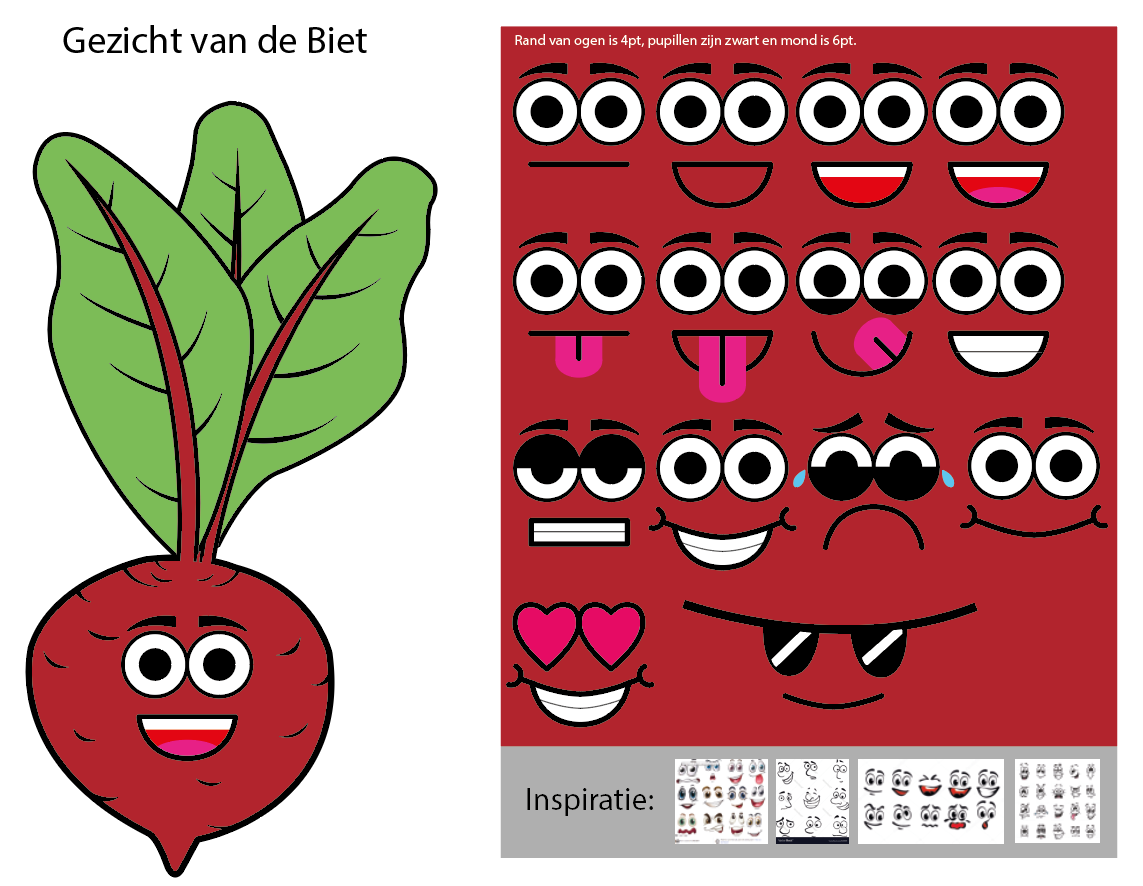 Gezicht van de Biet
Rand van ogen is 4pt, pupillen zijn zwart en mond is 6pt.
Inspiratie: